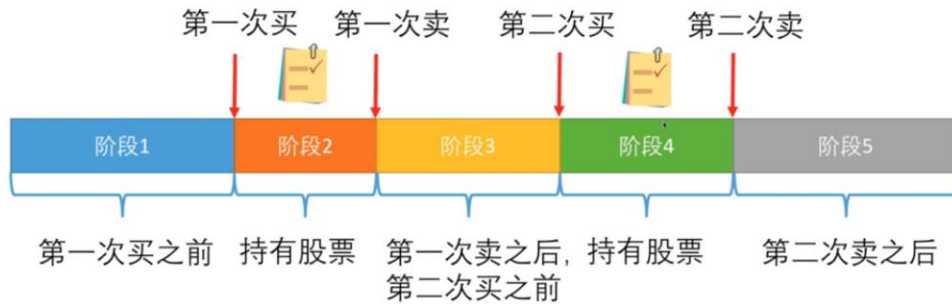 第一次买 第一次卖 第二次买 第二次卖
阶段1 阶段2 阶段3 阶段4 阶段5
第一次买之前 持有股票 第一次卖之后, 持有股票 第二次卖之后
第二次买之前